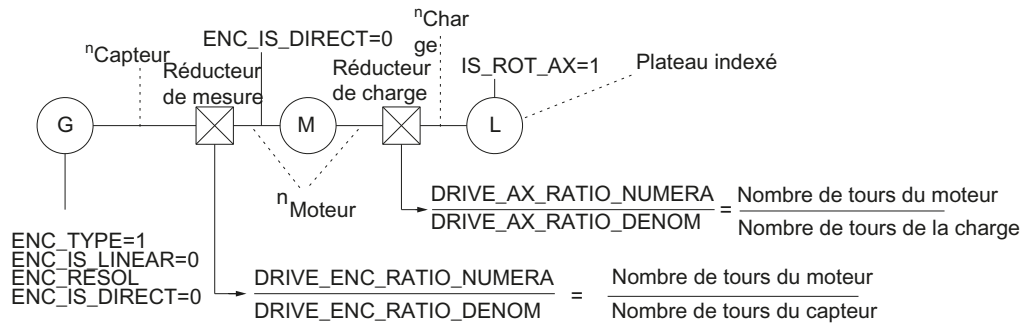 nCapteur
ENC_IS_DIRECT=0
nChar
ge
Réducteur
de mesure
Réducteur
de charge
IS_ROT_AX=1
Plateau indexé
G
M
L
nMoteur
DRIVE_AX_RATIO_NUMERA
DRIVE_AX_RATIO_DENOM
=
Nombre de tours du moteur
Nombre de tours de la charge
ENC_TYPE=1
ENC_IS_LINEAR=0
ENC_RESOL
ENC_IS_DIRECT=0
DRIVE_ENC_RATIO_NUMERA
DRIVE_ENC_RATIO_DENOM
=
Nombre de tours du moteur
Nombre de tours du capteur